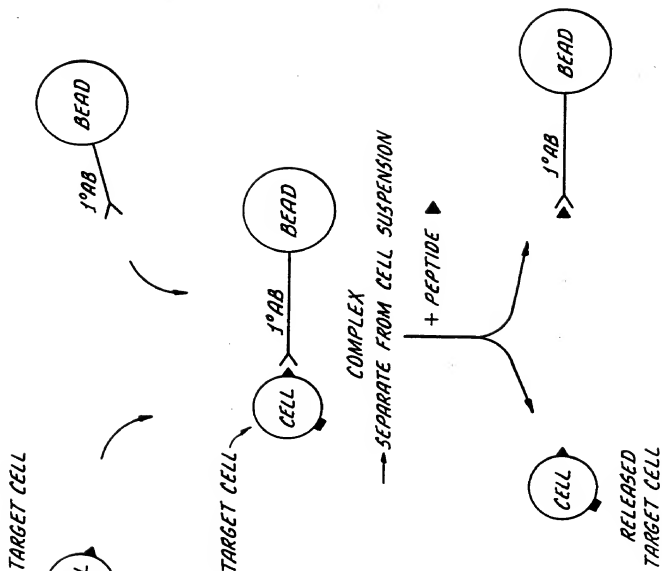 TARGET CELL
1°AB
BEAD
TARGET CELL
CELL
1°AB
BEAD
COMPLEX
SEPARATE FROM CELL SUSPENSION
+ PEPTIDE
CELL
1°AB
BEAD
RELEASED
TARGET CELL